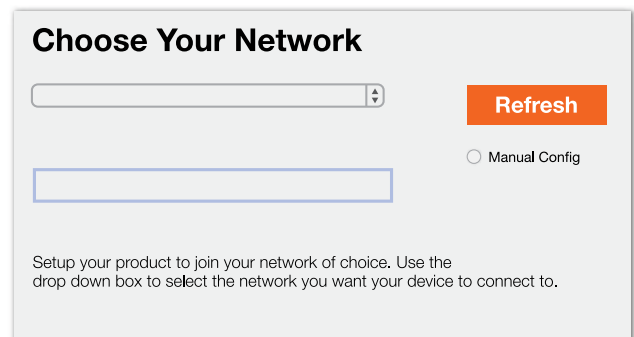 Choose Your Network
Refresh
Manual Config
Setup your product to join your network of choice. Use the
drop down box to select the network you want your device to connect to.